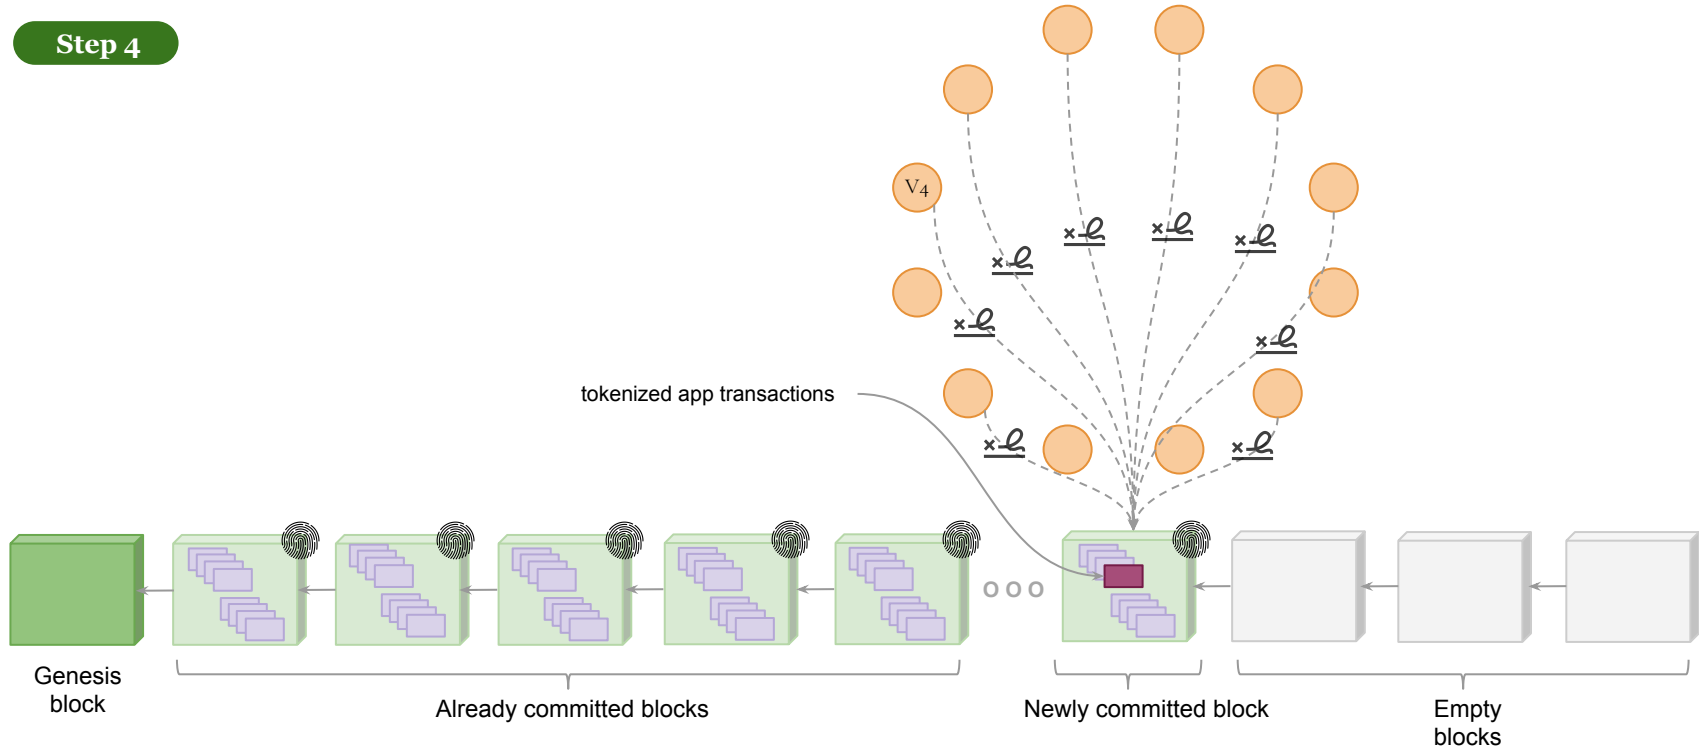 Step 4
V4
tokenized app transactions
Genesis
block
Already committed blocks
Newly committed block
Empty
blocks